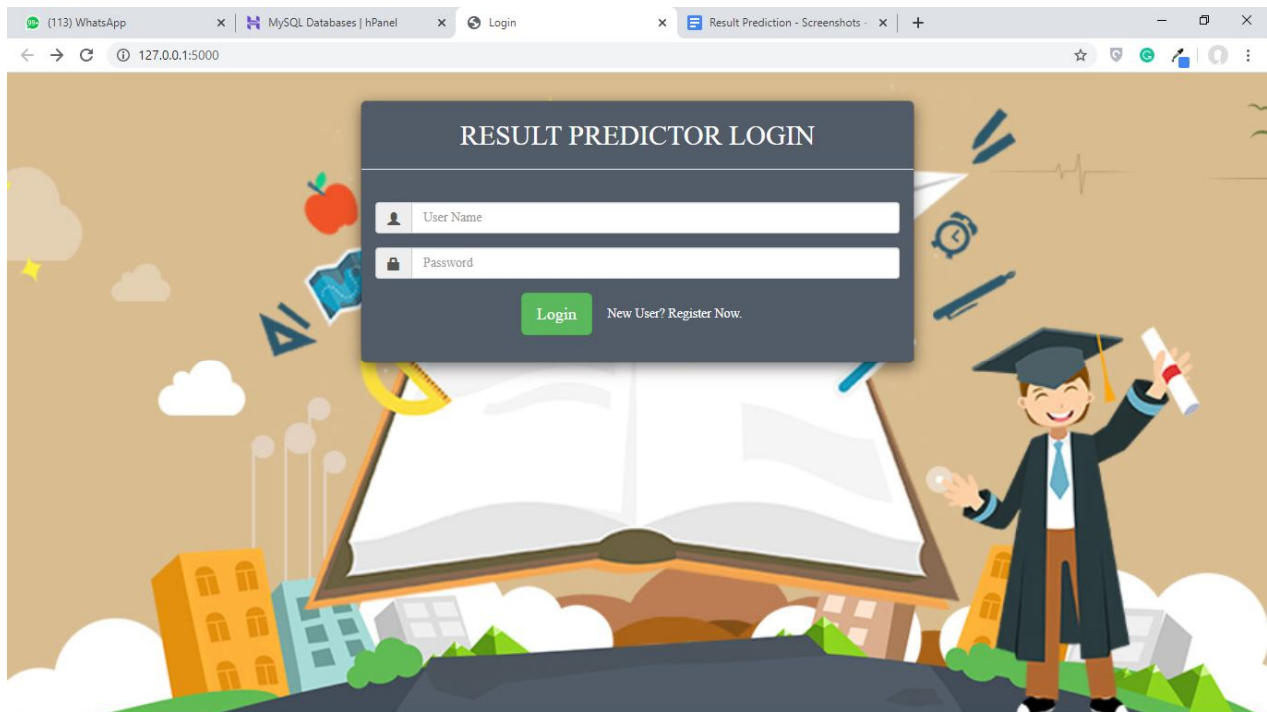 99+ (113) WhatsApp
MySQL Databases | hPanel
Login
Result Prediction - Screenshots -
127.0.0.1:5000
RESULT PREDICTOR LOGIN
User Name
Password
Login New User? Register Now.